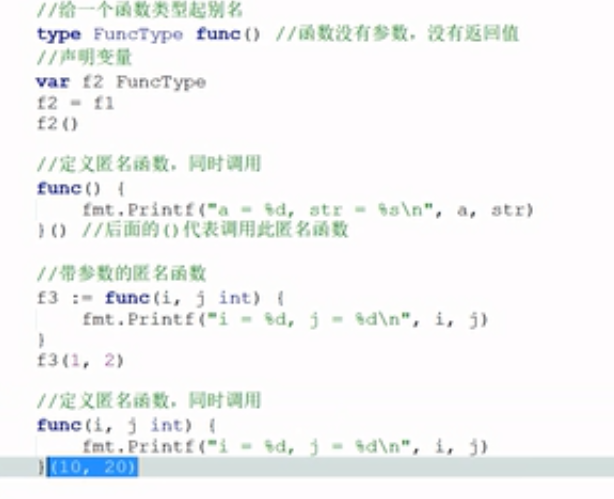 //给一个函数类型起别名
type FuncType func() //函数没有参数，没有返回值
//声明变量
var f2 FuncType
f2 = f1
f2()
//定义匿名函数，同时调用
func() {
    fmt.Printf("a = %d, str = %s\n", a, str)
}() //后面的()代表调用此匿名函数
//带参数的匿名函数
f3 := func(i, j int) {
    fmt.Printf("i = %d, j = %d\n", i, j)
}
f3(1, 2)
//定义匿名函数，同时调用
func(i, j int) {
    fmt.Printf("i = %d, j = %d\n", i, j)
}(10, 20)